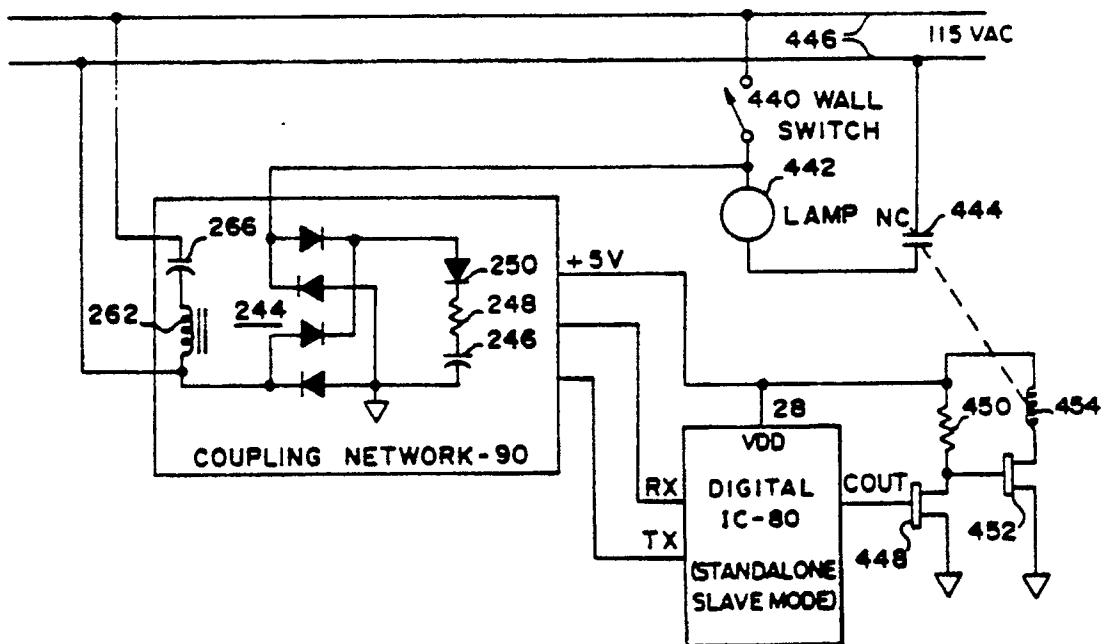 446
115 VAC
440 WALL
SWITCH
442
LAMP
NC
444
266
262
244
250
248
246
+5V
COUPLING NETWORK-90
28
VDD
450
454
RX
TX
DIGITAL
IC-80
(STANDALONE
SLAVE MODE)
COUT
448
452